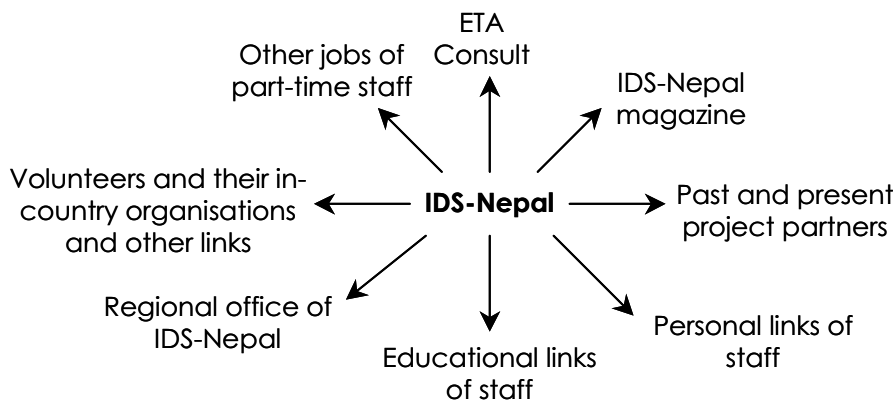 ETA
Consult
Other jobs of
part-time staff
IDS-Nepal
magazine
Volunteers and their in-
country organisations
and other links
IDS-Nepal
Past and present
project partners
Regional office of
IDS-Nepal
Educational links
of staff
Personal links of
staff